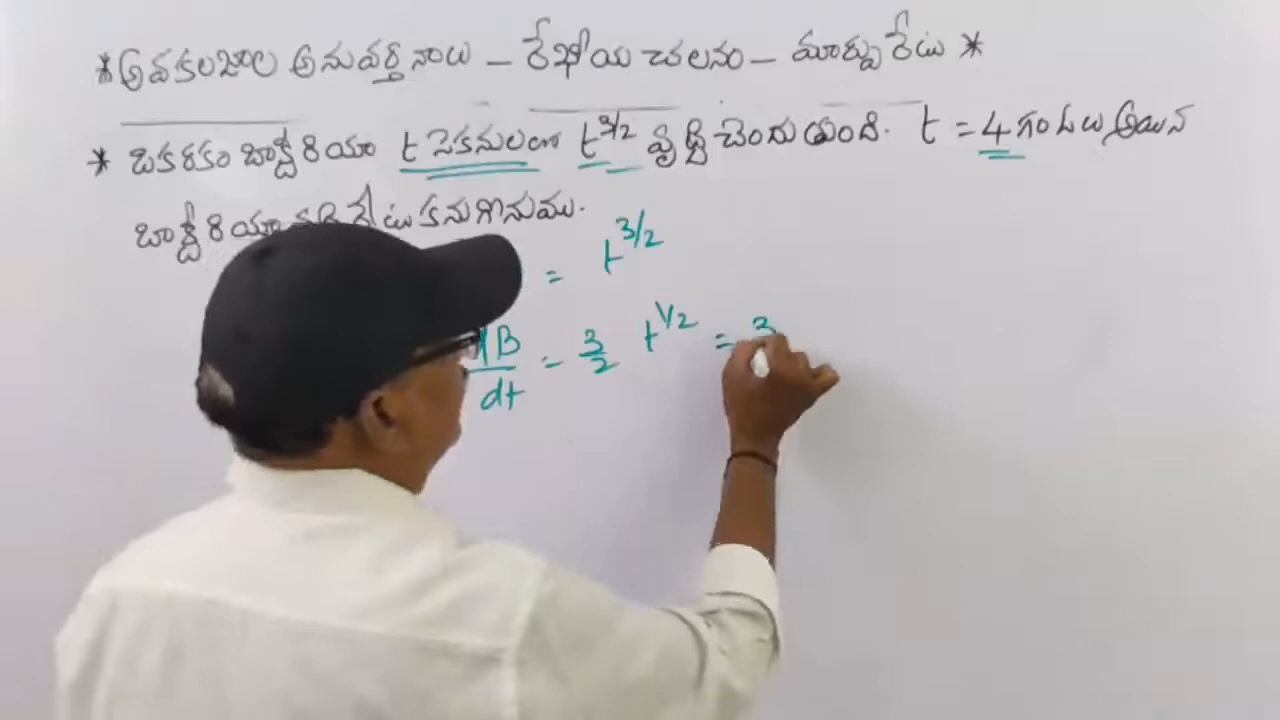 * అవకలజాల అనువర్తనాలు - రేఖీయ చలనం - మార్పు రేటు *
* ఒకరకం బాక్టీరియా t సెకనులలో t^3/2 వృద్ధి చెందుతుంది. t = 4 గంటలు అయిన
బాక్టీరియా కనుగొనుము.
= t^3/2
dB/dt = 3/2 t^1/2 = 3